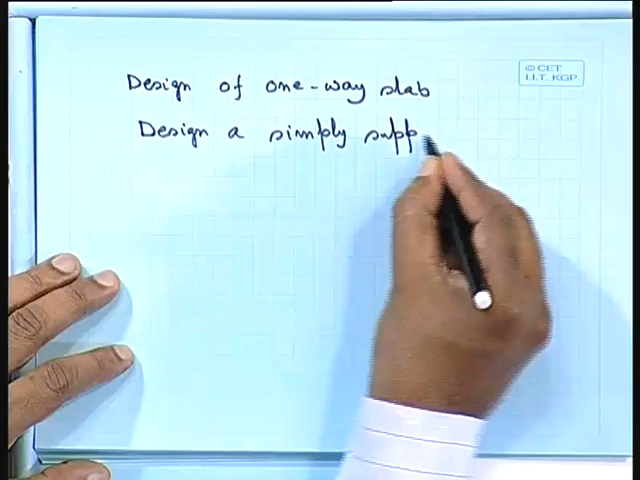 © CET
I.I.T. KGP
Design of one-way slab
Design a simply supp